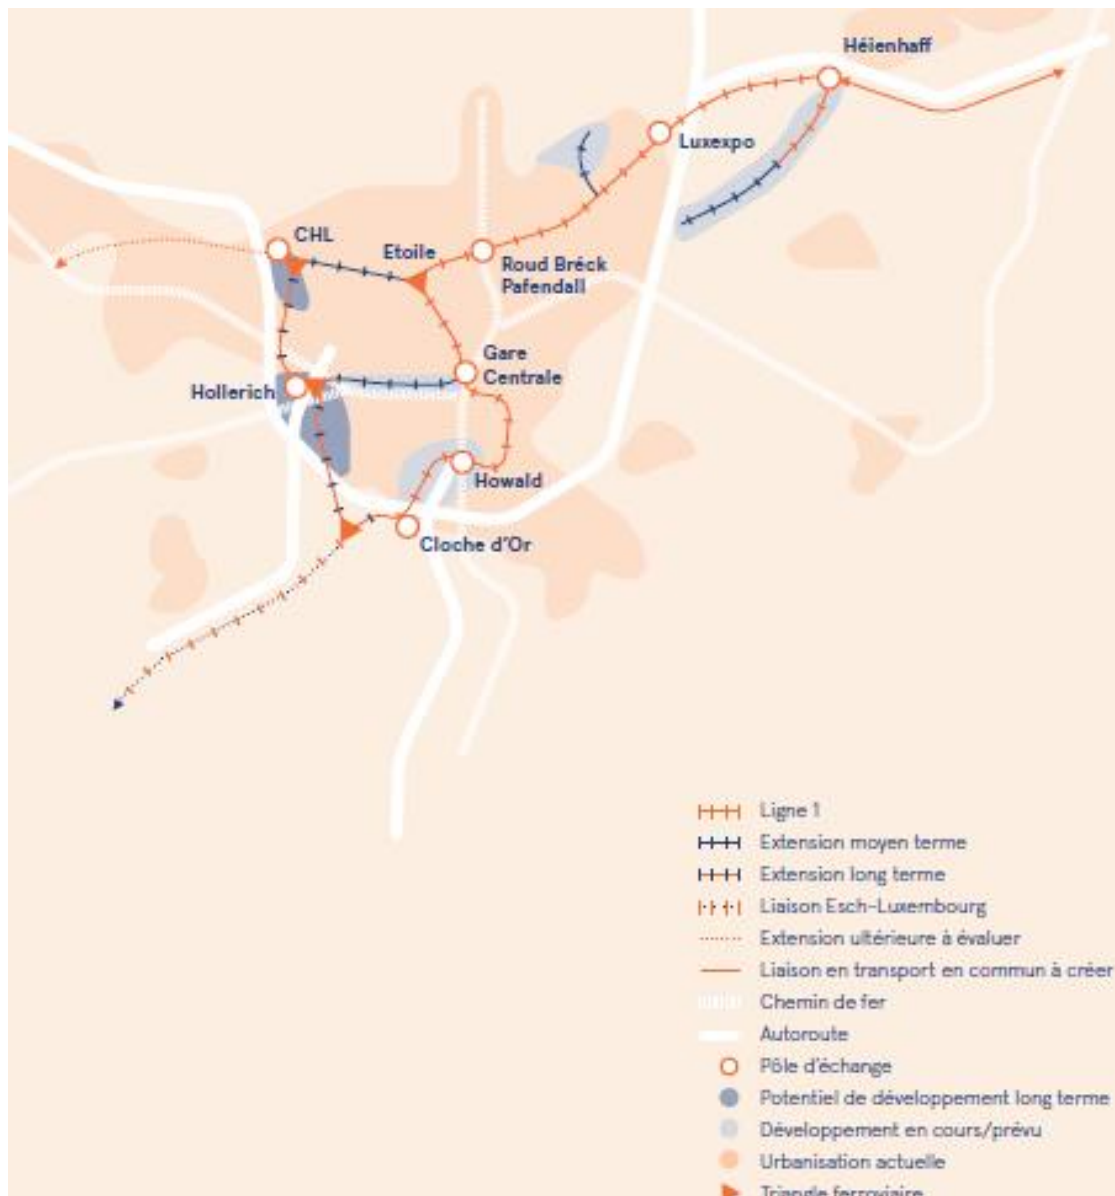 Héienhaff
Luxexpo
CHL
Etoile
Roud Bréck
Pafendall
Gare
Centrale
Hollerich
Howald
Cloche d'Or
Ligne 1
Extension moyen terme
Extension long terme
Liaison Esch-Luxembourg
Extension ultérieure à évaluer
Liaison en transport en commun à créer
Chemin de fer
Autoroute
Pôle d'échange
Potentiel de développement long terme
Développement en cours/prévu
Urbanisation actuelle
Triangle ferroviaire